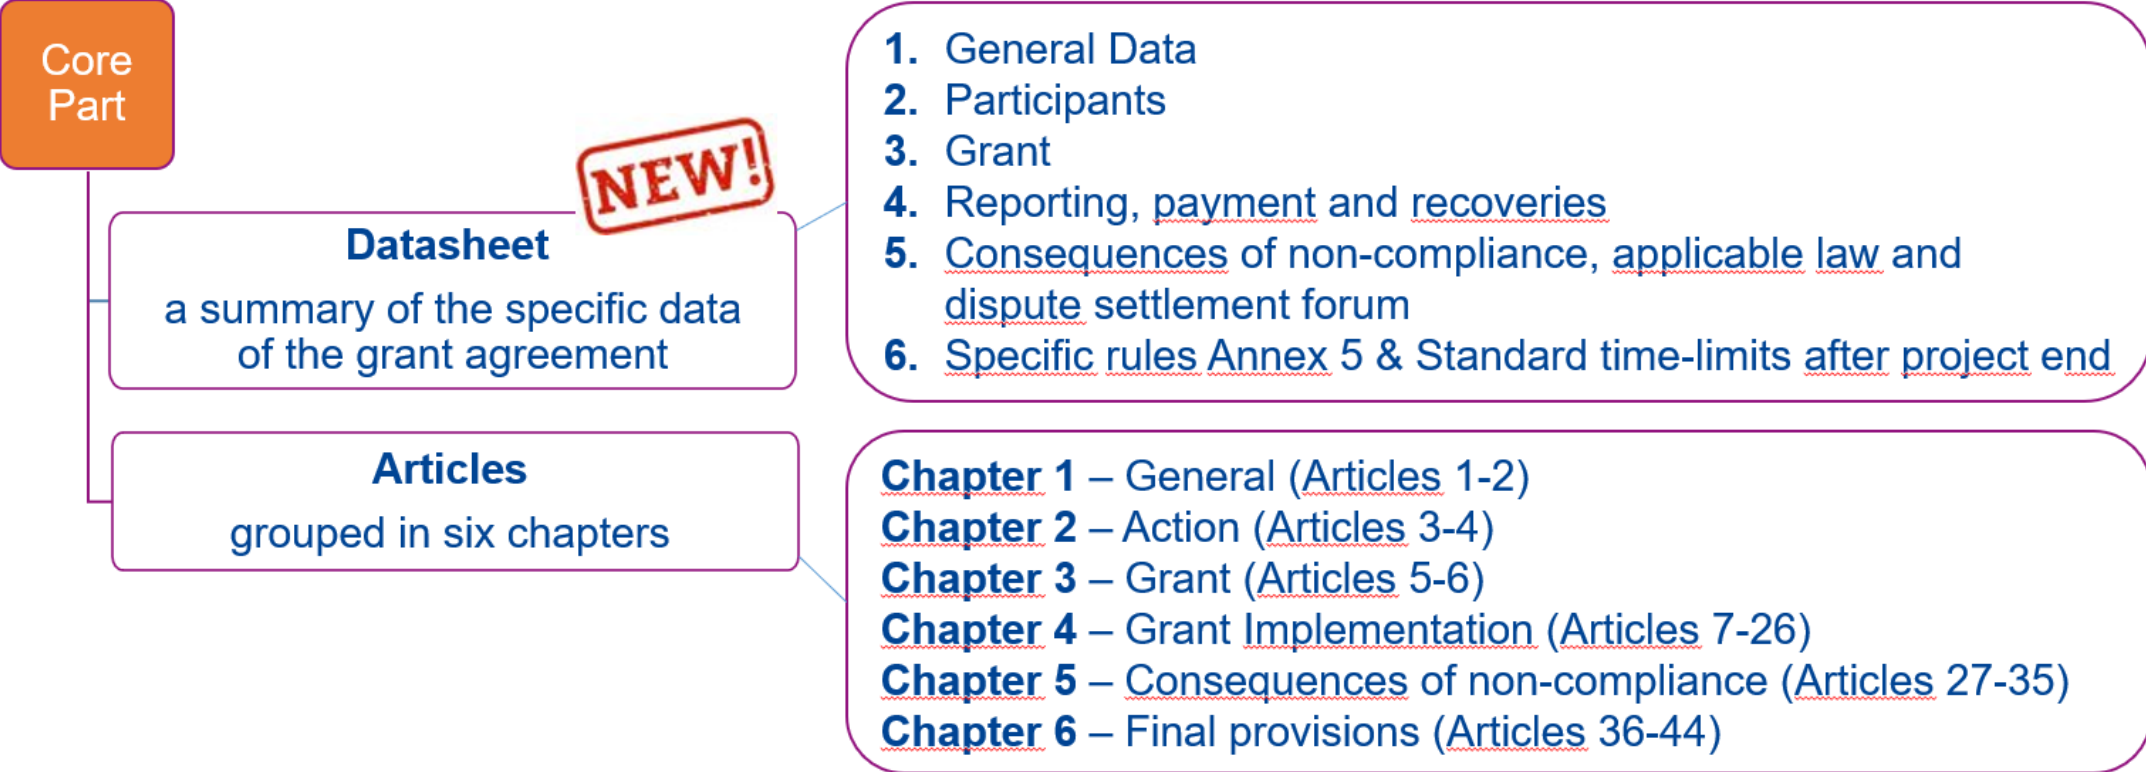 Core
Part
NEW!
Datasheet
a summary of the specific data
of the grant agreement
1. General Data
2. Participants
3. Grant
4. Reporting, payment and recoveries
5. Consequences of non-compliance, applicable law and
dispute settlement forum
6. Specific rules Annex 5 & Standard time-limits after project end
Articles
grouped in six chapters
Chapter 1 – General (Articles 1-2)
Chapter 2 – Action (Articles 3-4)
Chapter 3 – Grant (Articles 5-6)
Chapter 4 – Grant Implementation (Articles 7-26)
Chapter 5 – Consequences of non-compliance (Articles 27-35)
Chapter 6 – Final provisions (Articles 36-44)